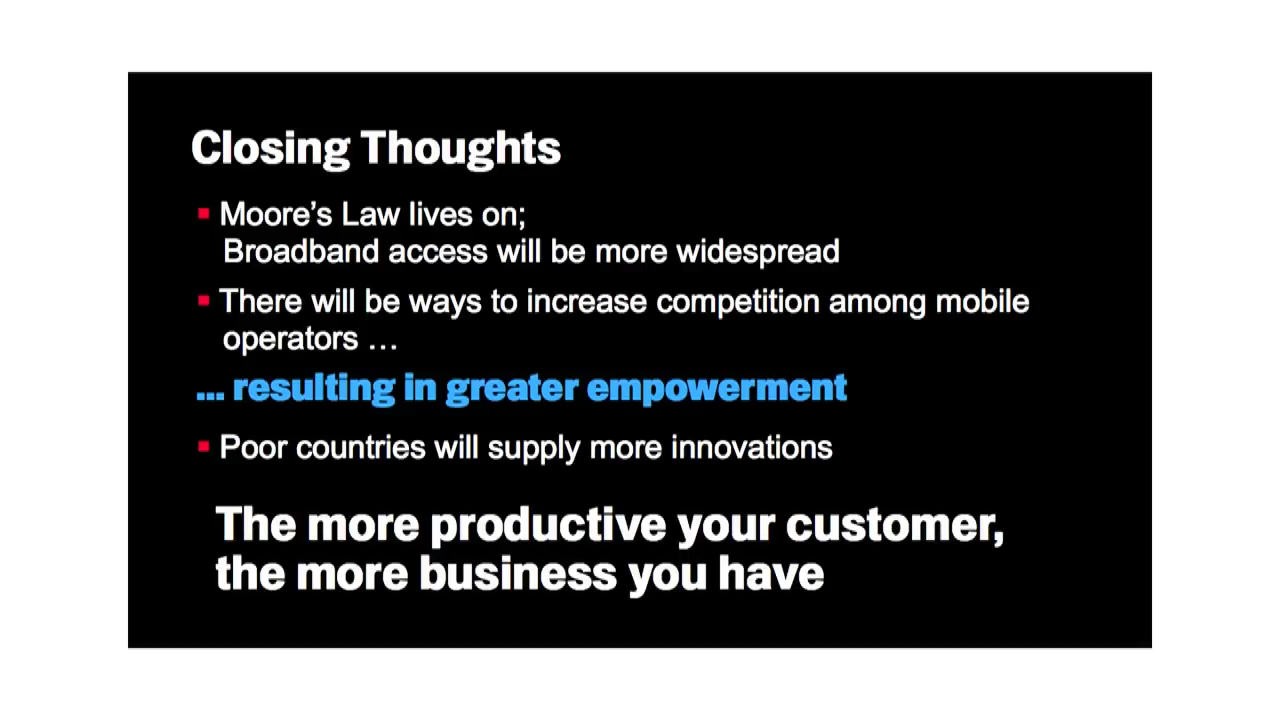 Closing Thoughts
Moore's Law lives on;
Broadband access will be more widespread
There will be ways to increase competition among mobile
operators …
... resulting in greater empowerment
Poor countries will supply more innovations
The more productive your customer,
the more business you have